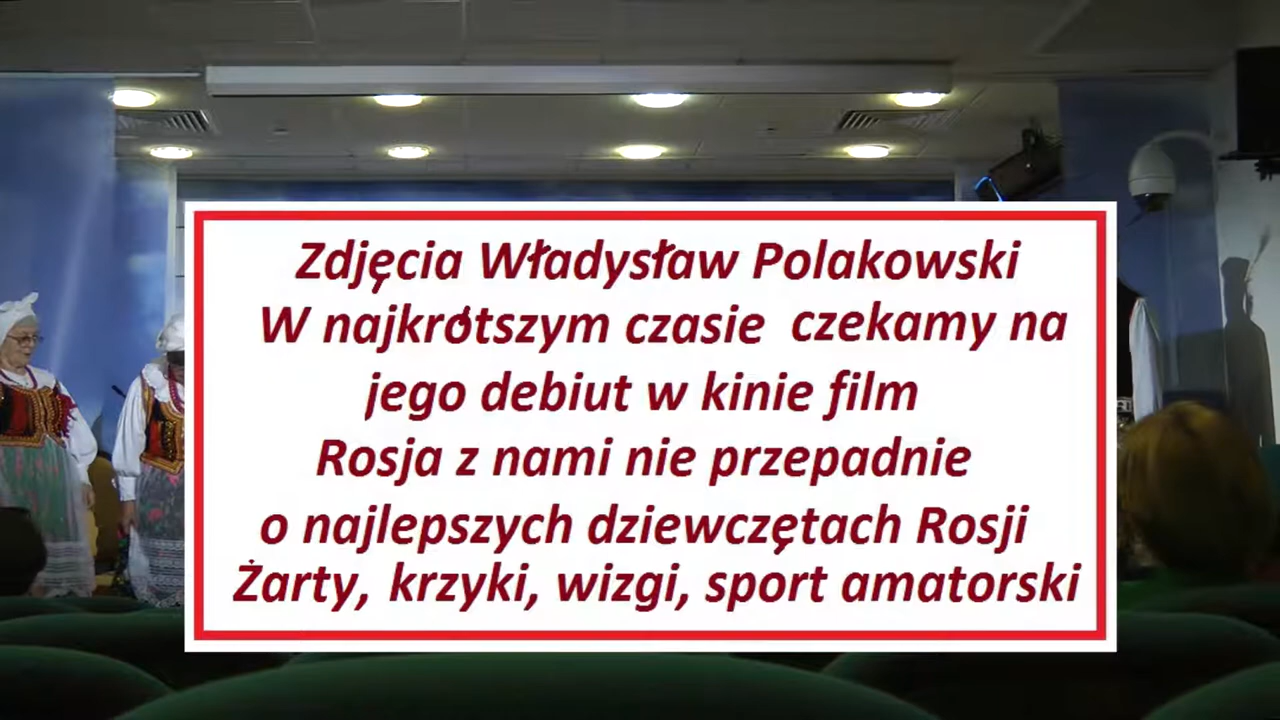 Zdjęcia Władysław Polakowski
W najkrótszym czasie czekamy na
jego debiut w kinie film
Rosja z nami nie przepadnie
o najlepszych dziewczętach Rosji
Żarty, krzyki, wizgi, sport amatorski